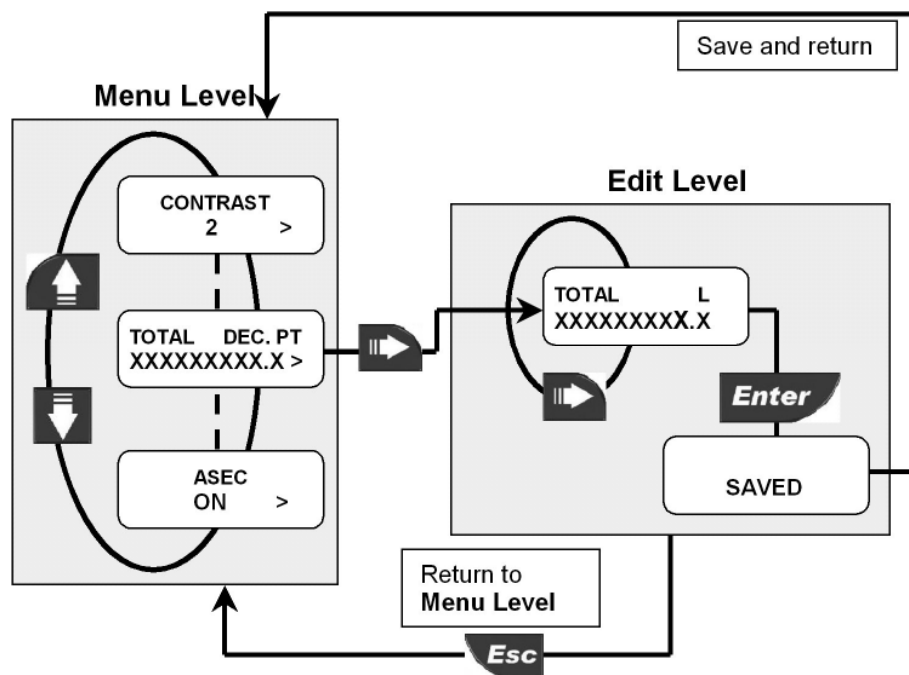 Save and return
Menu Level
CONTRAST
2 >
TOTAL DEC. PT
XXXXXXXXX.X >
ASEC
ON >
Edit Level
TOTAL L
XXXXXXXXX.X
Enter
SAVED
Return to
Menu Level
Esc